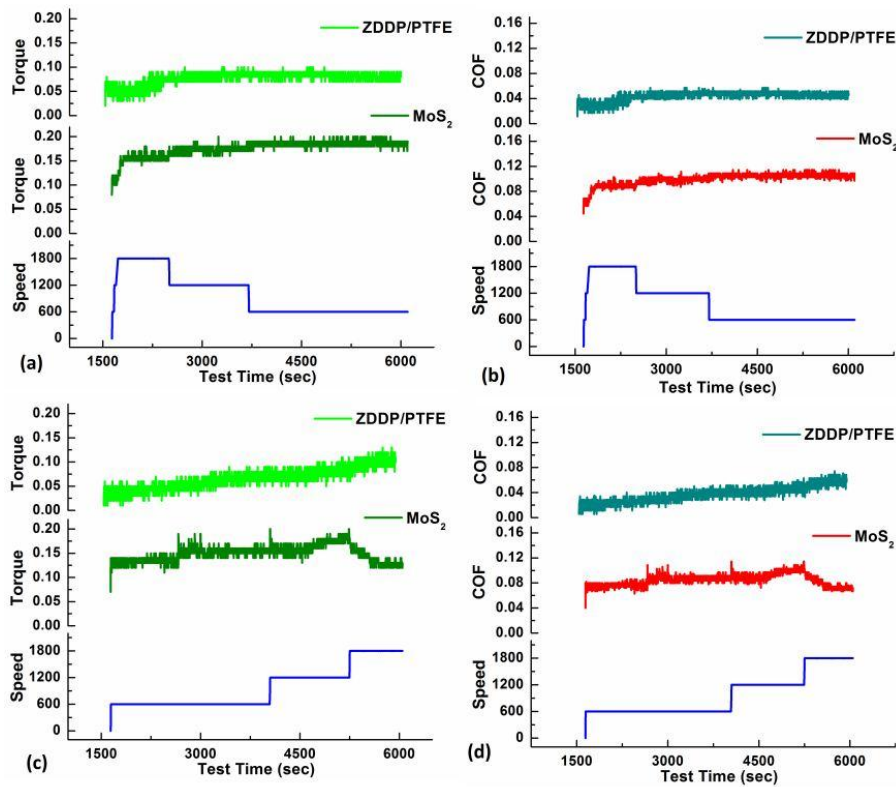 ZDDP/PTFE
0.20
0.15
0.10
0.05
0.00
Torque
MoS2
0.20
0.15
0.10
0.05
0.00
Torque
1800
1200
600
0
Speed
1500 3000 4500 6000
Test Time (sec)
(a)
ZDDP/PTFE
0.16
0.12
0.08
0.04
0.00
COF
MoS2
0.16
0.12
0.08
0.04
0.00
COF
1800
1200
600
0
Speed
1500 3000 4500 6000
Test Time (sec)
(b)
ZDDP/PTFE
0.20
0.15
0.10
0.05
0.00
Torque
MoS2
0.20
0.15
0.10
0.05
0.00
Torque
1800
1200
600
0
Speed
1500 3000 4500 6000
Test Time (sec)
(c)
ZDDP/PTFE
0.16
0.12
0.08
0.04
0.00
COF
MoS2
0.16
0.12
0.08
0.04
0.00
COF
1800
1200
600
0
Speed
1500 3000 4500 6000
Test Time (sec)
(d)